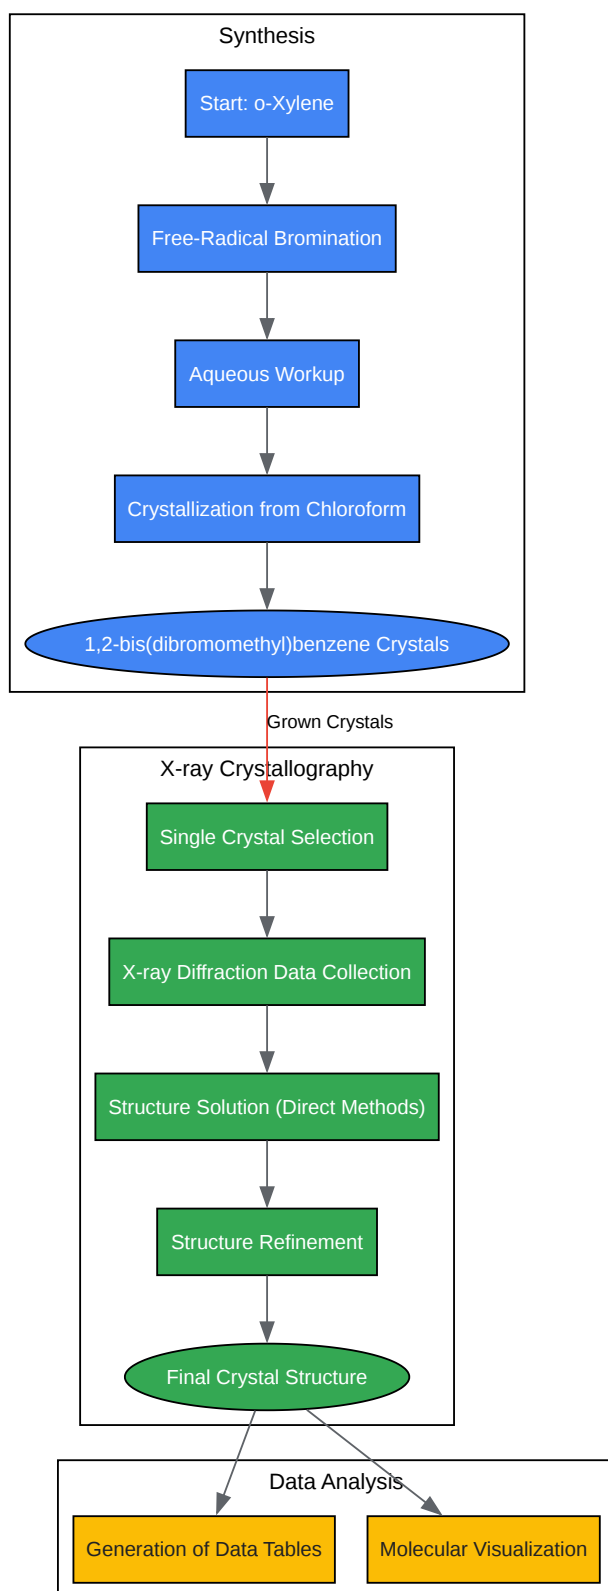 Synthesis
Start: o-Xylene
Free-Radical Bromination
Aqueous Workup
Crystallization from Chloroform
1,2-bis(dibromomethyl)benzene Crystals
Grown Crystals
X-ray Crystallography
Single Crystal Selection
X-ray Diffraction Data Collection
Structure Solution (Direct Methods)
Structure Refinement
Final Crystal Structure
Data Analysis
Generation of Data Tables
Molecular Visualization